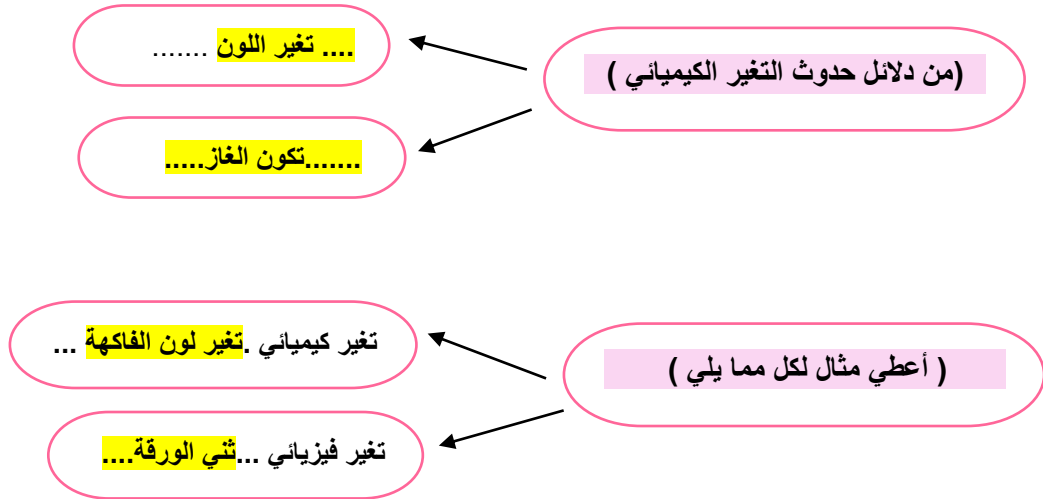 (من دلائل حدوث التغير الكيميائي )
.... تغير اللون .......
.......تكون الغاز.....
( أعطي مثال لكل مما يلي )
تغير كيميائي .تغير لون الفاكهة ...
تغير فيزيائي ...ثني الورقة....